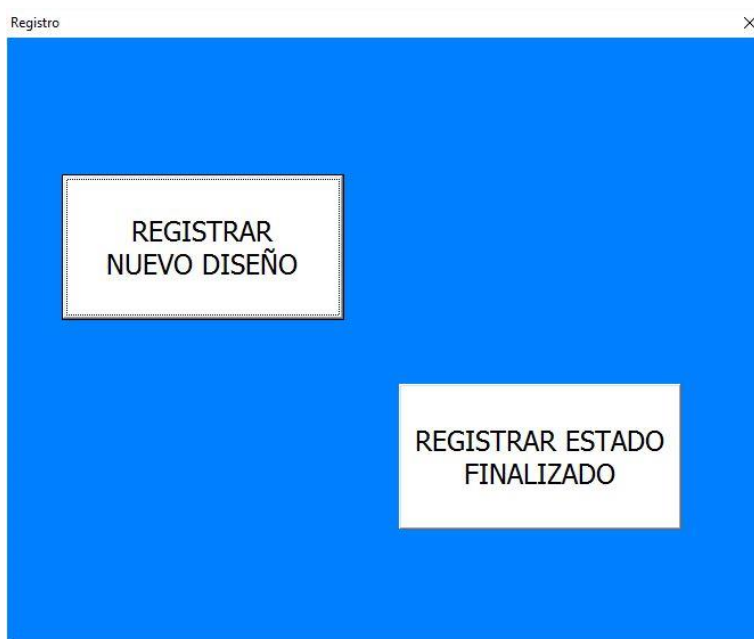 Registro
REGISTRAR
NUEVO DISEÑO
REGISTRAR ESTADO
FINALIZADO